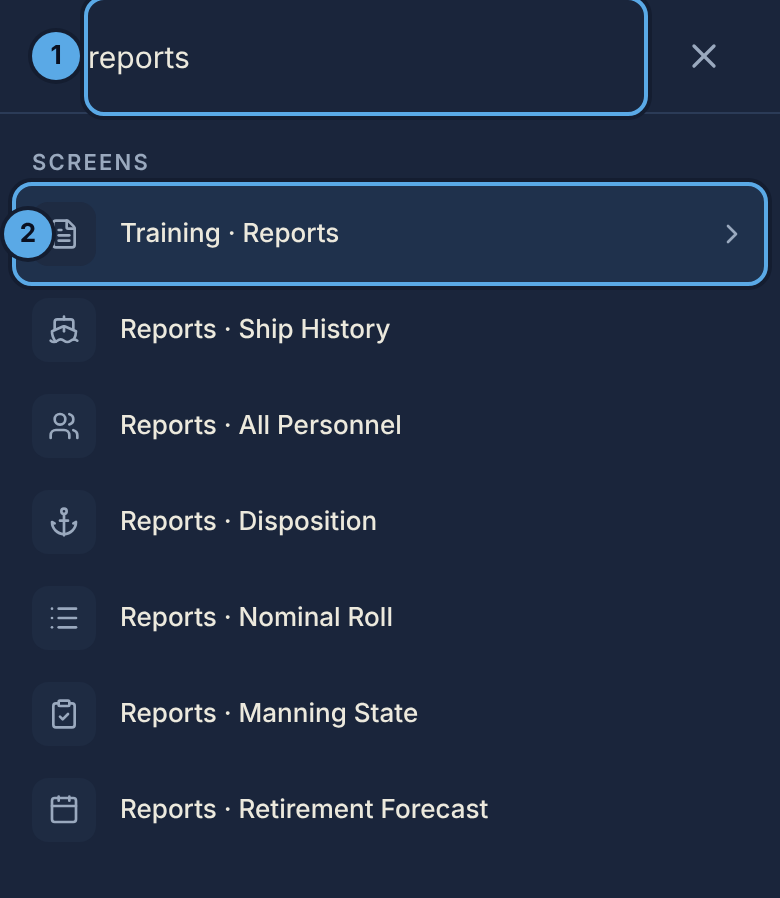 1
reports
SCREENS
2
Training · Reports
Reports · Ship History
Reports · All Personnel
Reports · Disposition
Reports · Nominal Roll
Reports · Manning State
Reports · Retirement Forecast